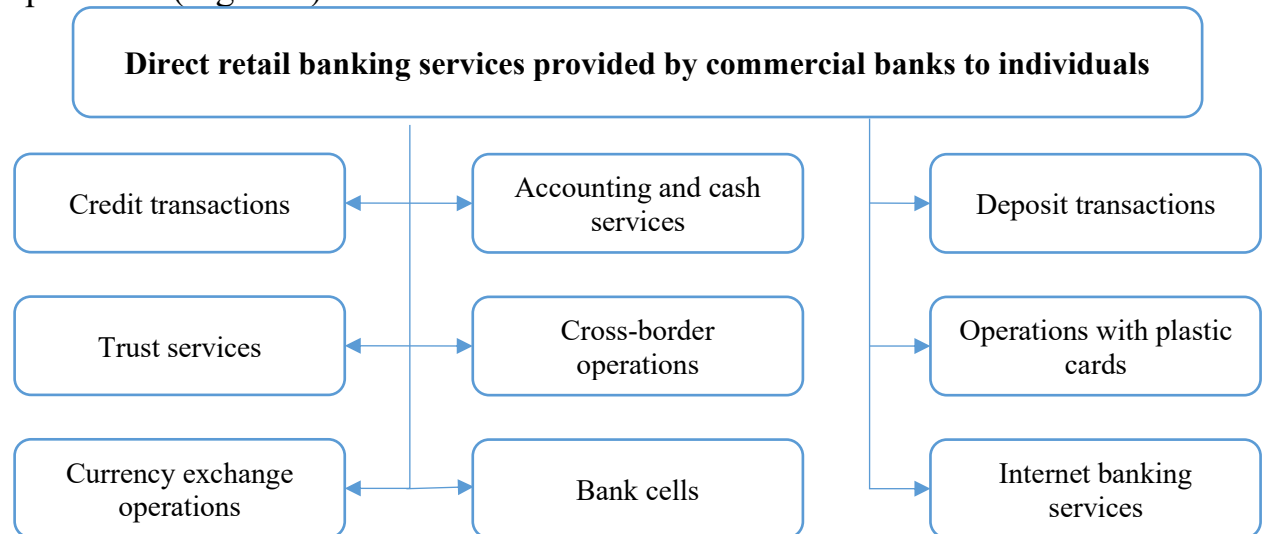 Direct retail banking services provided by commercial banks to individuals
Credit transactions
Accounting and cash
services
Deposit transactions
Trust services
Cross-border
operations
Operations with plastic
cards
Currency exchange
operations
Bank cells
Internet banking
services